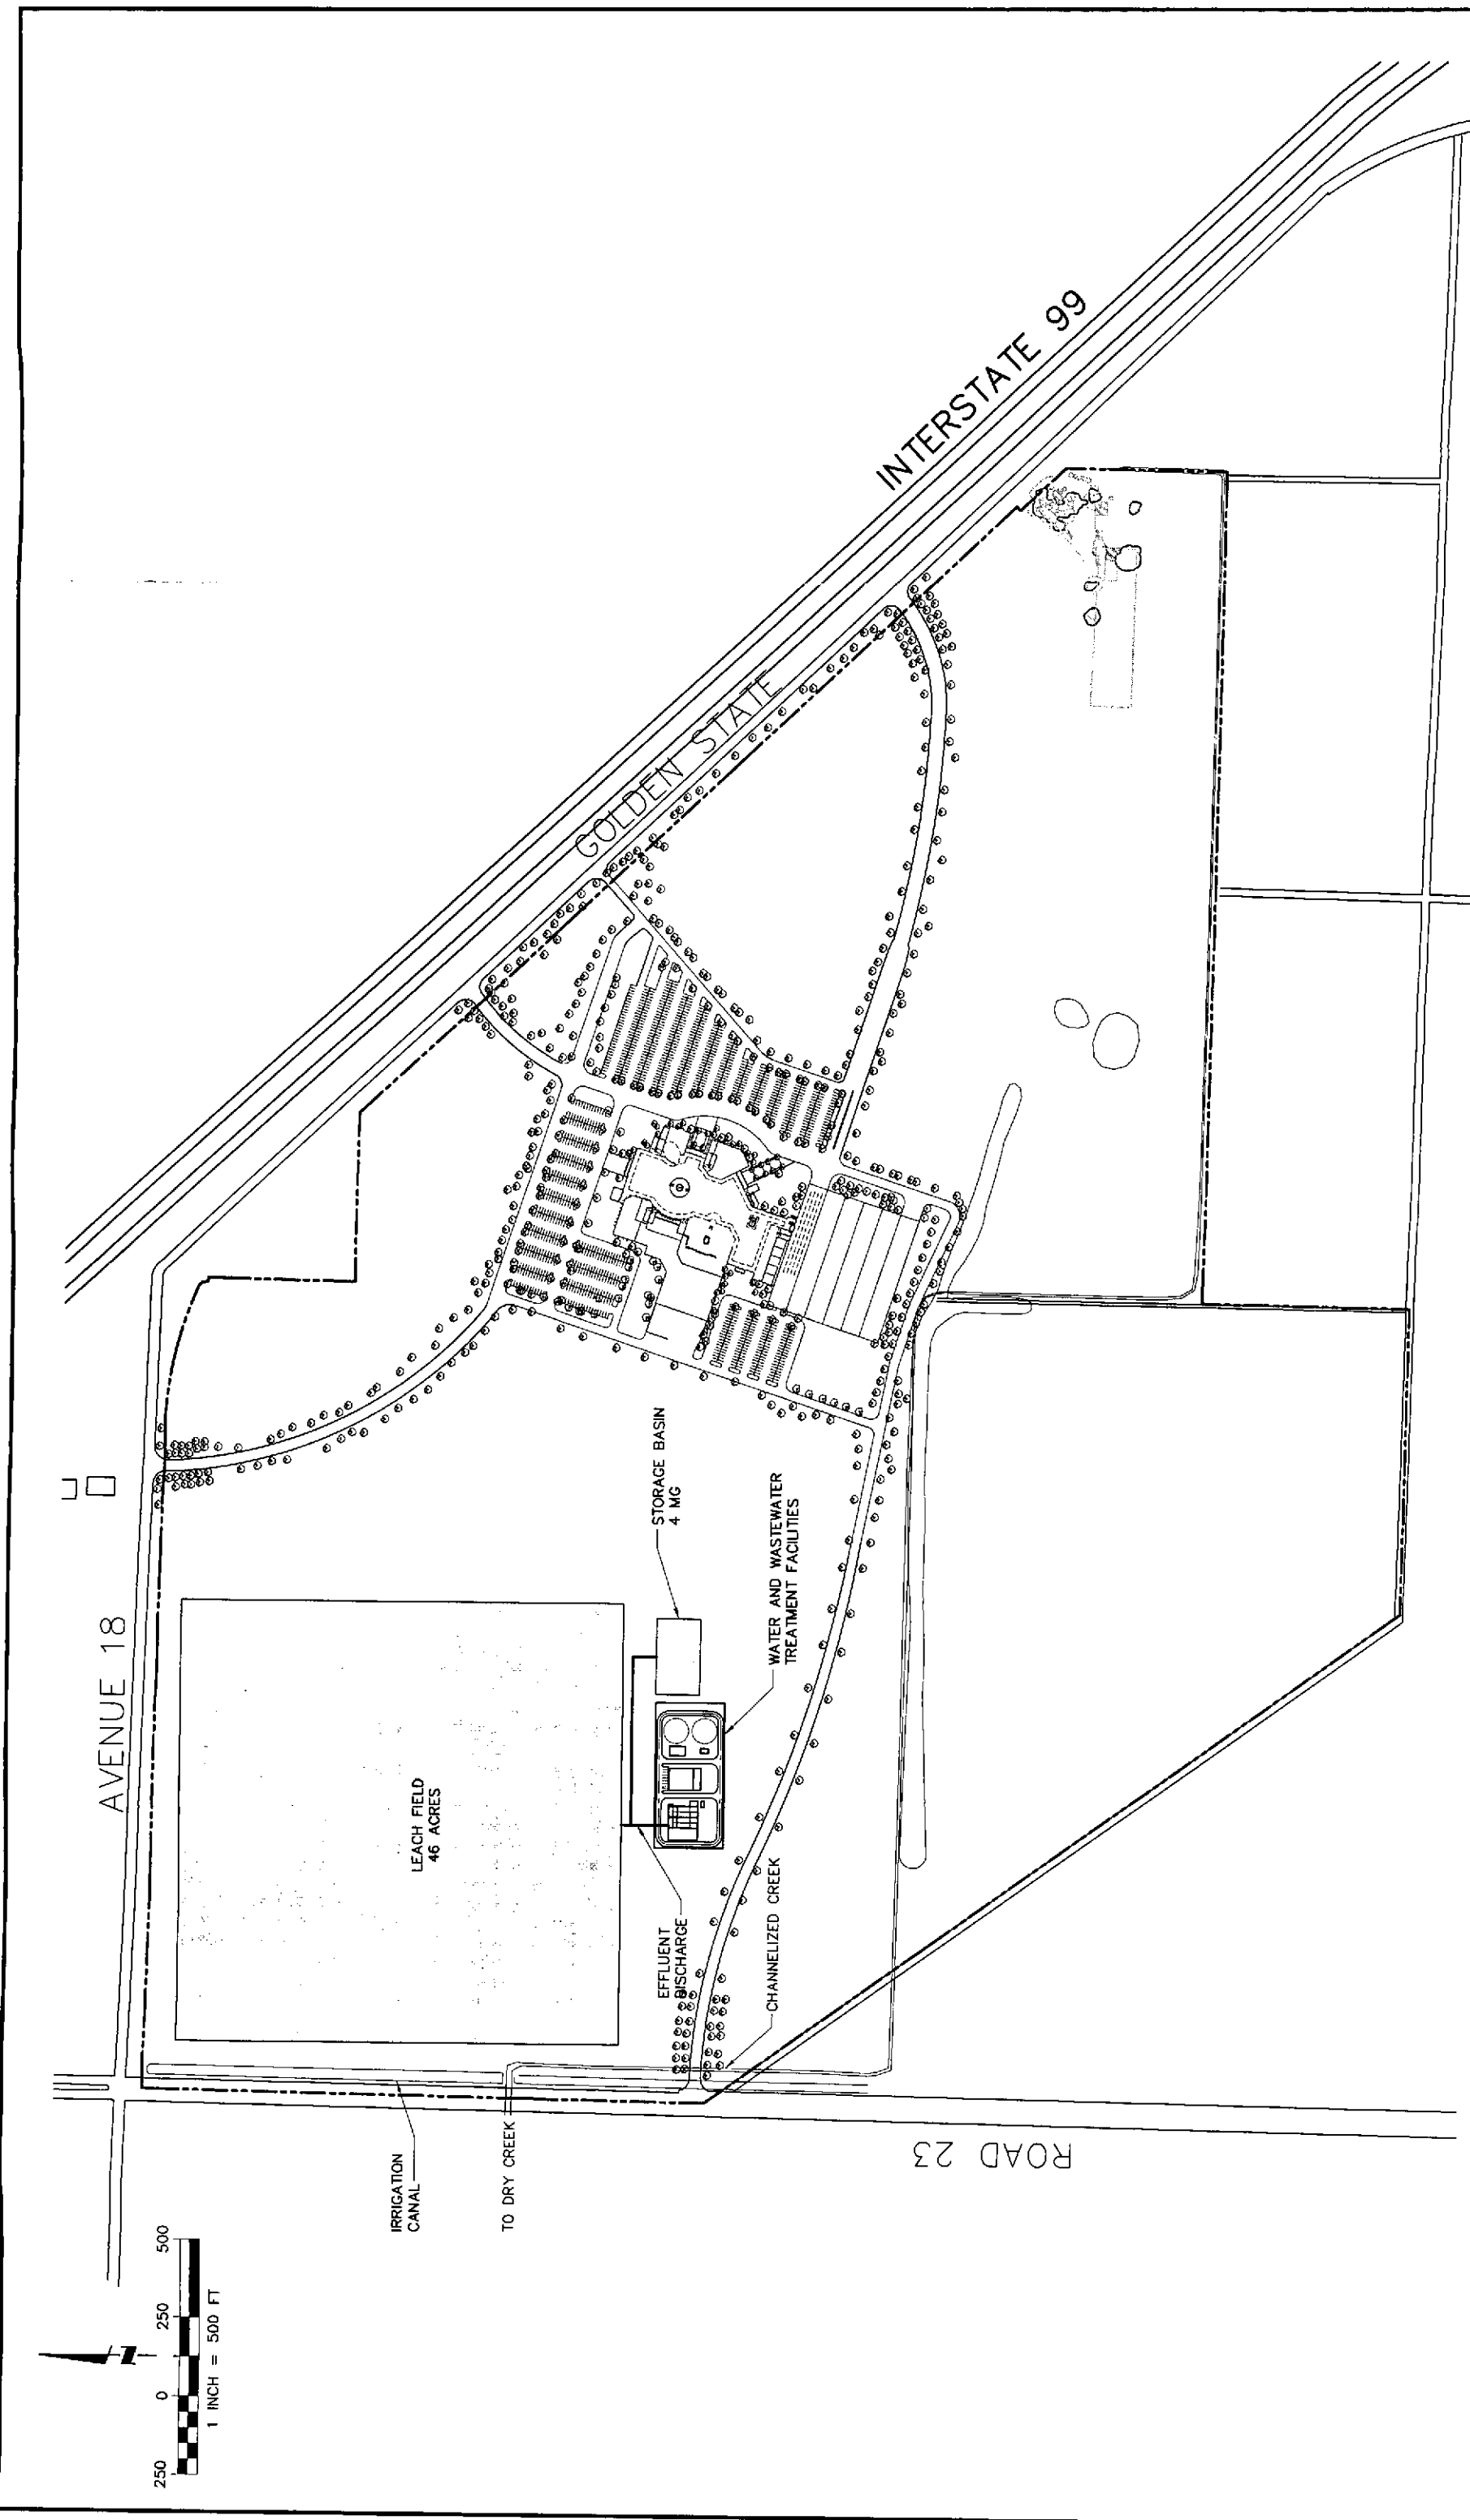 AVENUE 18
GOLDEN STATE
INTERSTATE 99
LEACH FIELD
46 ACRES
STORAGE BASIN
4 MG
WATER AND WASTEWATER
TREATMENT FACILITIES
EFFLUENT
DISCHARGE
CHANNELIZED CREEK
IRRIGATION
CANAL
TO DRY CREEK
ROAD 23
N
250 0 250 500
1 INCH = 500 FT